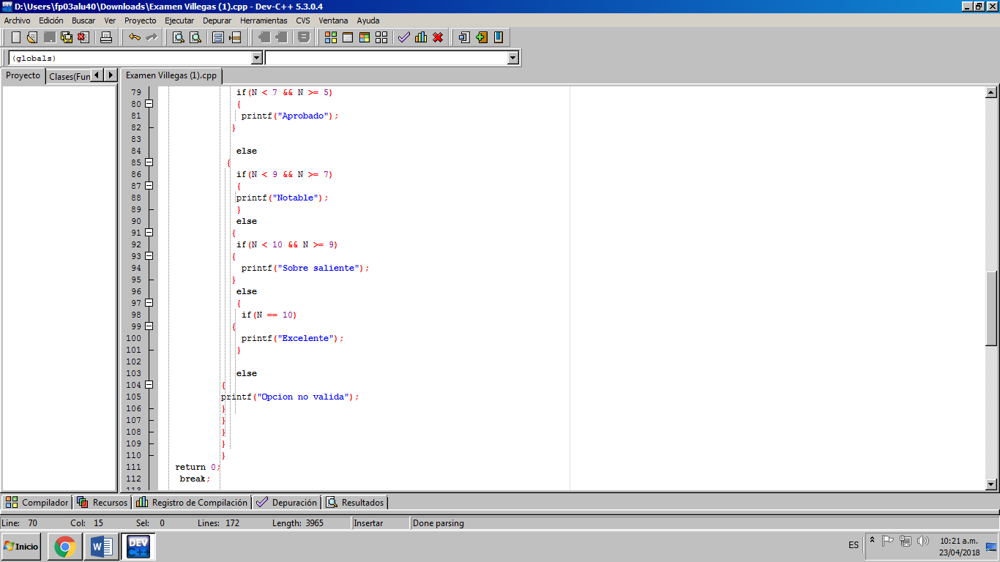 D:\Users\fp03alu40\Downloads\Examen Villegas (1).cpp - Dev-C++ 5.3.0.4
Archivo Edición Buscar Ver Proyecto Ejecutar Depurar Herramientas CVS Ventana Ayuda
(globals)
Proyecto Clases(Fun Examen Villegas (1).cpp
79 if(N < 7 && N >= 5)
80 {
81 printf("Aprobado");
82 }
83
84 else
85 {
86 if(N < 9 && N >= 7)
87 {
88 printf("Notable");
89 }
90 else
91 {
92 if(N < 10 && N >= 9)
93 {
94 printf("Sobre saliente");
95 }
96 else
97 {
98 if(N == 10)
99 {
100 printf("Excelente");
101 }
102
103 else
104 {
105 printf("Opcion no valida");
106 }
107 }
108 }
109 }
110 }
111 return 0;
112 break;
113
Compilador Recursos Registro de Compilación Depuración Resultados
Line: 70 Col: 15 Sel: 0 Lines: 172 Length: 3965 Insertar Done parsing
Inicio DEV C++ ES 10:21 a.m.
23/04/2018